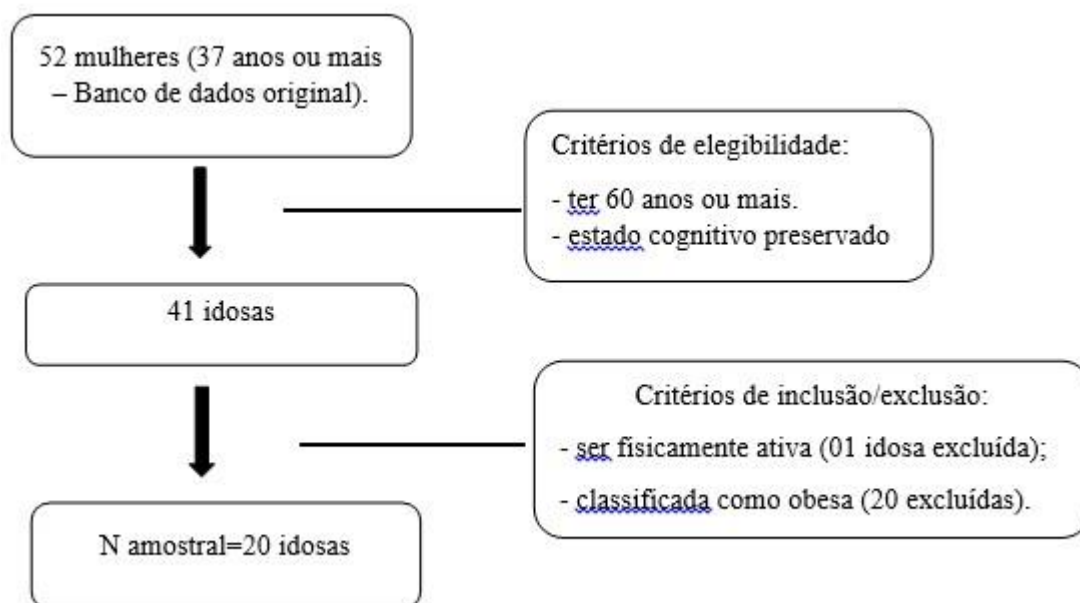 52 mulheres (37 anos ou mais
– Banco de dados original).
Critérios de elegibilidade:
- ter 60 anos ou mais.
- estado cognitivo preservado
41 idosas
Critérios de inclusão/exclusão:
- ser físicamente ativa (01 idosa excluída);
- classificada como obesa (20 excluídas).
N amostral=20 idosas